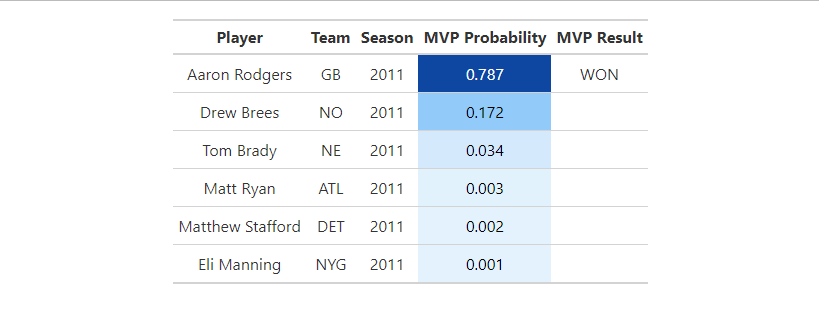 Player Team Season MVP Probability MVP Result
Aaron Rodgers GB 2011 0.787 WON
Drew Brees NO 2011 0.172
Tom Brady NE 2011 0.034
Matt Ryan ATL 2011 0.003
Matthew Stafford DET 2011 0.002
Eli Manning NYG 2011 0.001